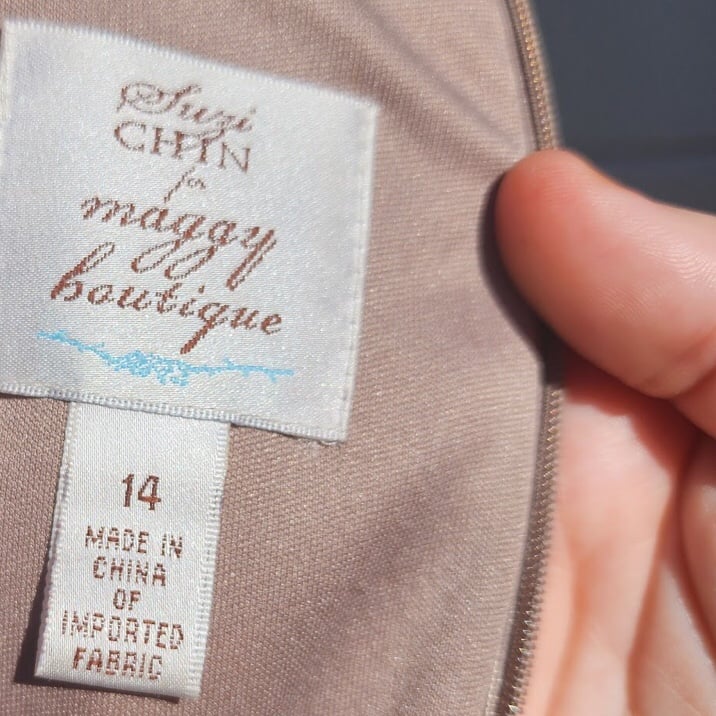 Suzi
CHIN
for
maggy
boutique
14
MADE IN
CHINA
OF
IMPORTED
FABRIC